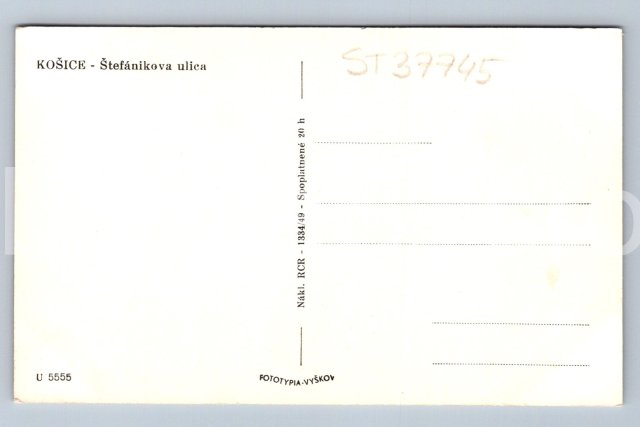 KOŠICE - Štefánikova ulica
ST37745
Nákl. RCR - 1334/49 - Spoplatnené 20 h
U 5555
FOTOTYPIA-VYŠKOV